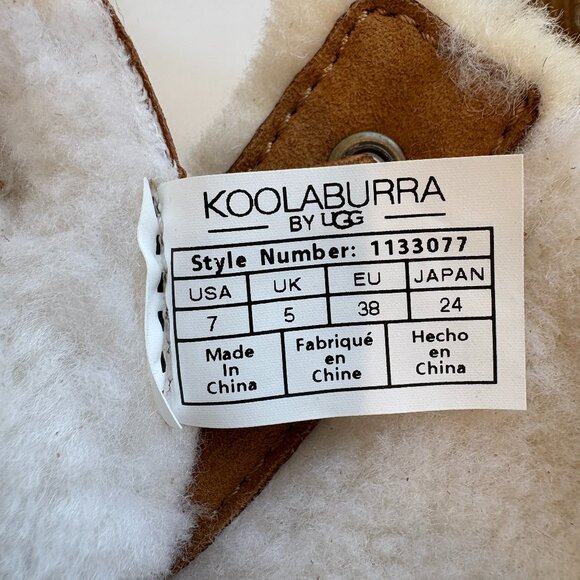 KOOLABURRA
BY UGG
Style Number: 1133077
USA UK EU JAPAN
7 5 38 24
Made In China
Fabriqué en Chine
Hecho en China